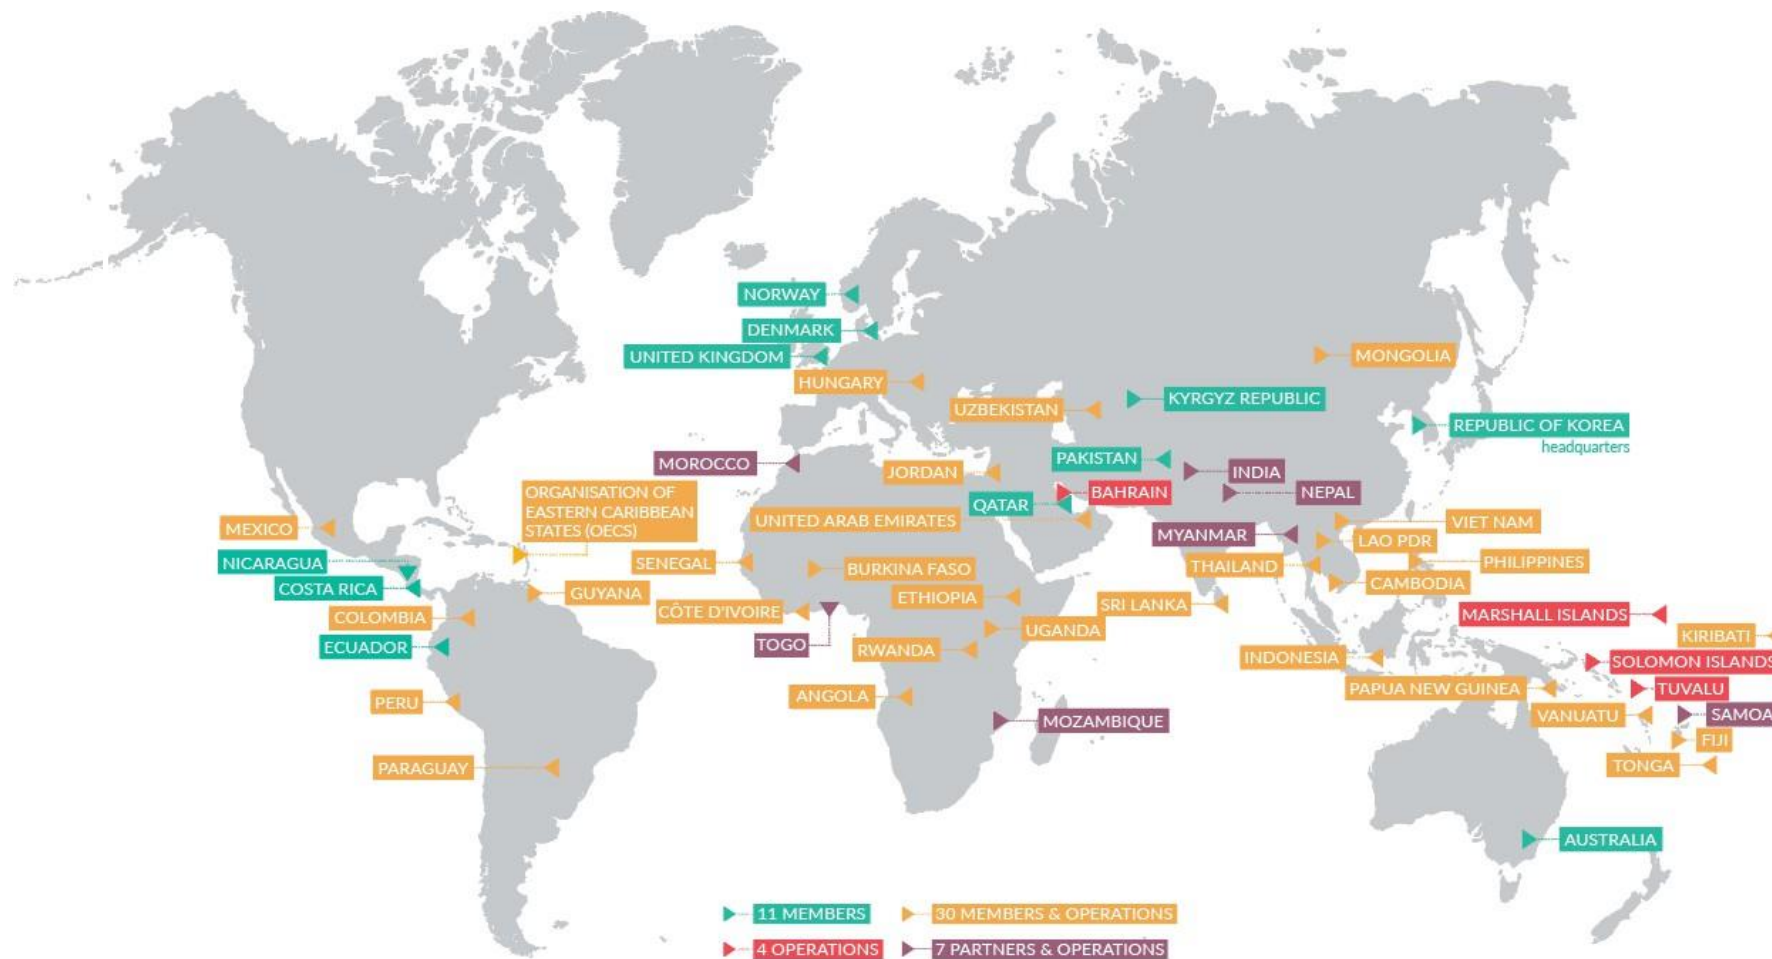 NORWAY
DENMARK
UNITED KINGDOM
MONGOLIA
HUNGARY
KYRGYZ REPUBLIC
UZBEKISTAN
REPUBLIC OF KOREA
headquarters
MOROCCO
PAKISTAN
JORDAN
INDIA
ORGANISATION OF
EASTERN CARIBBEAN
STATES (OECS)
BAHRAIN
NEPAL
QATAR
MEXICO
UNITED ARAB EMIRATES
VIET NAM
MYANMAR
LAO PDR
NICARAGUA
SENEGAL
BURKINA FASO
THAILAND
PHILIPPINES
COSTA RICA
GUYANA
ETHIOPIA
CAMBODIA
COLOMBIA
CÔTE D'IVOIRE
SRI LANKA
MARSHALL ISLANDS
UGANDA
KIRIBATI
ECUADOR
TOGO
RWANDA
INDONESIA
SOLOMON ISLANDS
PERU
ANGOLA
PAPUA NEW GUINEA
TUVALU
MOZAMBIQUE
VANUATU
SAMOA
FIJI
PARAGUAY
TONGA
AUSTRALIA
11 MEMBERS
30 MEMBERS & OPERATIONS
4 OPERATIONS
7 PARTNERS & OPERATIONS